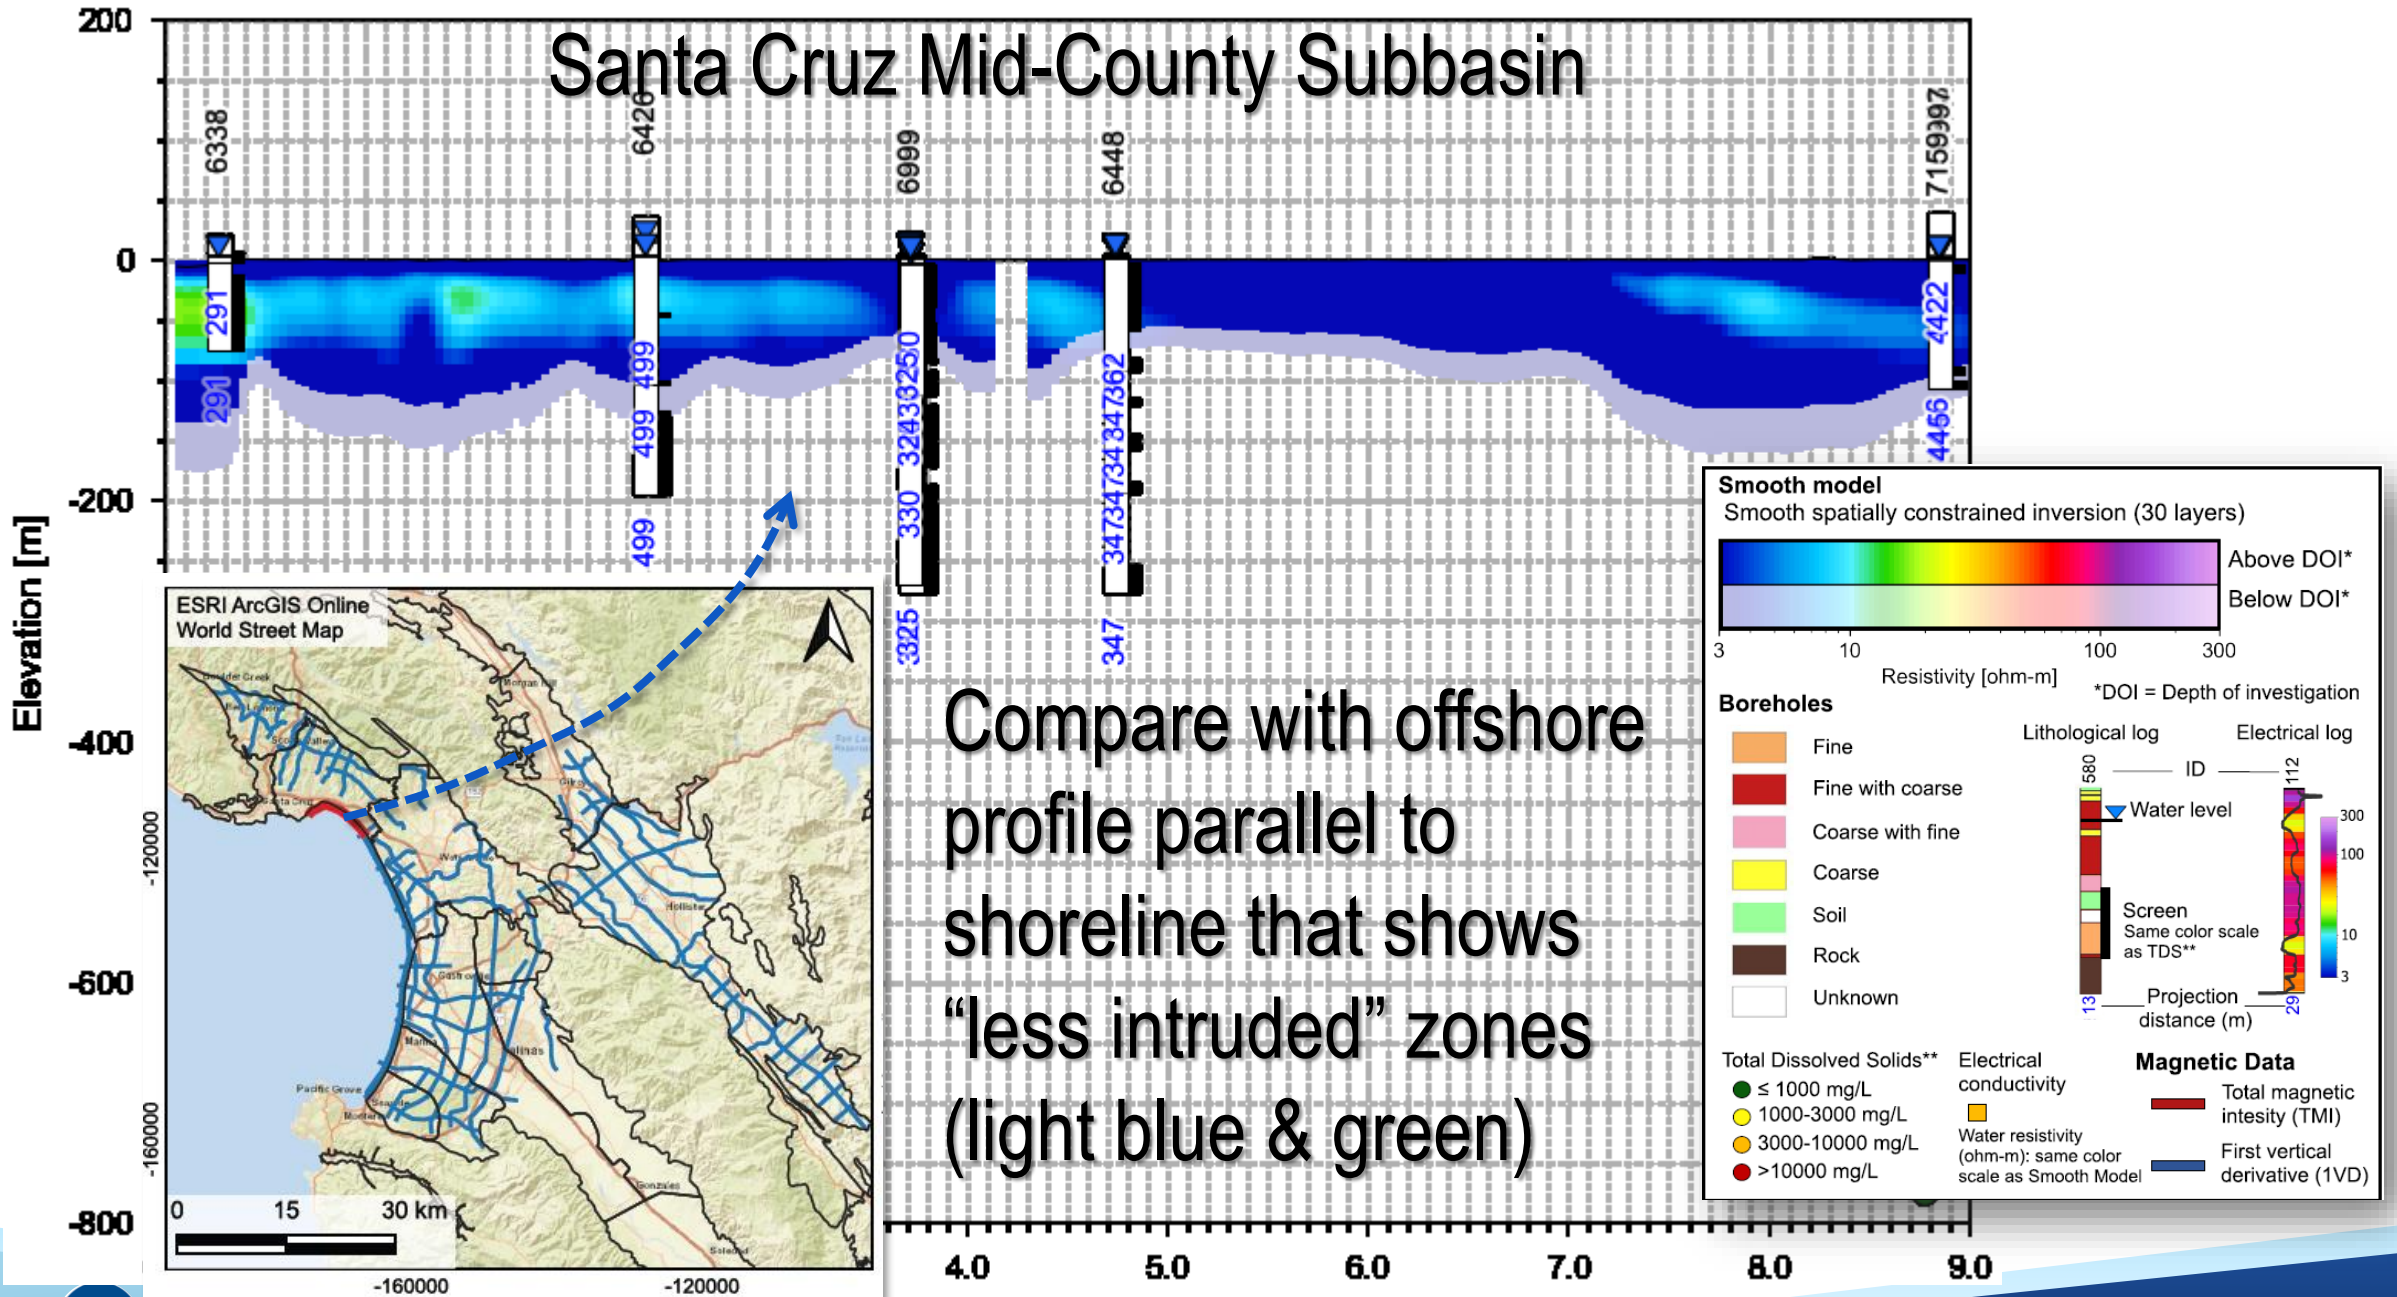 Santa Cruz Mid-County Subbasin
200
0
-200
-400
-600
-800
Elevation [m]
6338
6426
6999
6448
291
291
499
499
499
330
347
4.0
5.0
6.0
7.0
8.0
9.0
Compare with offshore
profile parallel to
shoreline that shows
“less intruded” zones
(light blue & green)
ESRI ArcGIS Online
World Street Map
Gilroy
Hollister
Pacific Grove
Gonzales
Soledad
0 15 30 km
-120000
-160000
-160000
-120000
Smooth model
Smooth spatially constrained inversion (30 layers)
Above DOI*
Below DOI*
3 10 100 300
Resistivity [ohm-m]
*DOI = Depth of investigation
Boreholes
Fine
Fine with coarse
Coarse with fine
Coarse
Soil
Rock
Unknown
Lithological log
Electrical log
580
ID
112
Water level
Screen
Same color scale
as TDS**
300
100
10
3
13
Projection
distance (m)
29
Total Dissolved Solids**
≤ 1000 mg/L
1000-3000 mg/L
3000-10000 mg/L
>10000 mg/L
Electrical
conductivity
Water resistivity
(ohm-m): same color
scale as Smooth Model
Magnetic Data
Total magnetic
intesity (TMI)
First vertical
derivative (1VD)